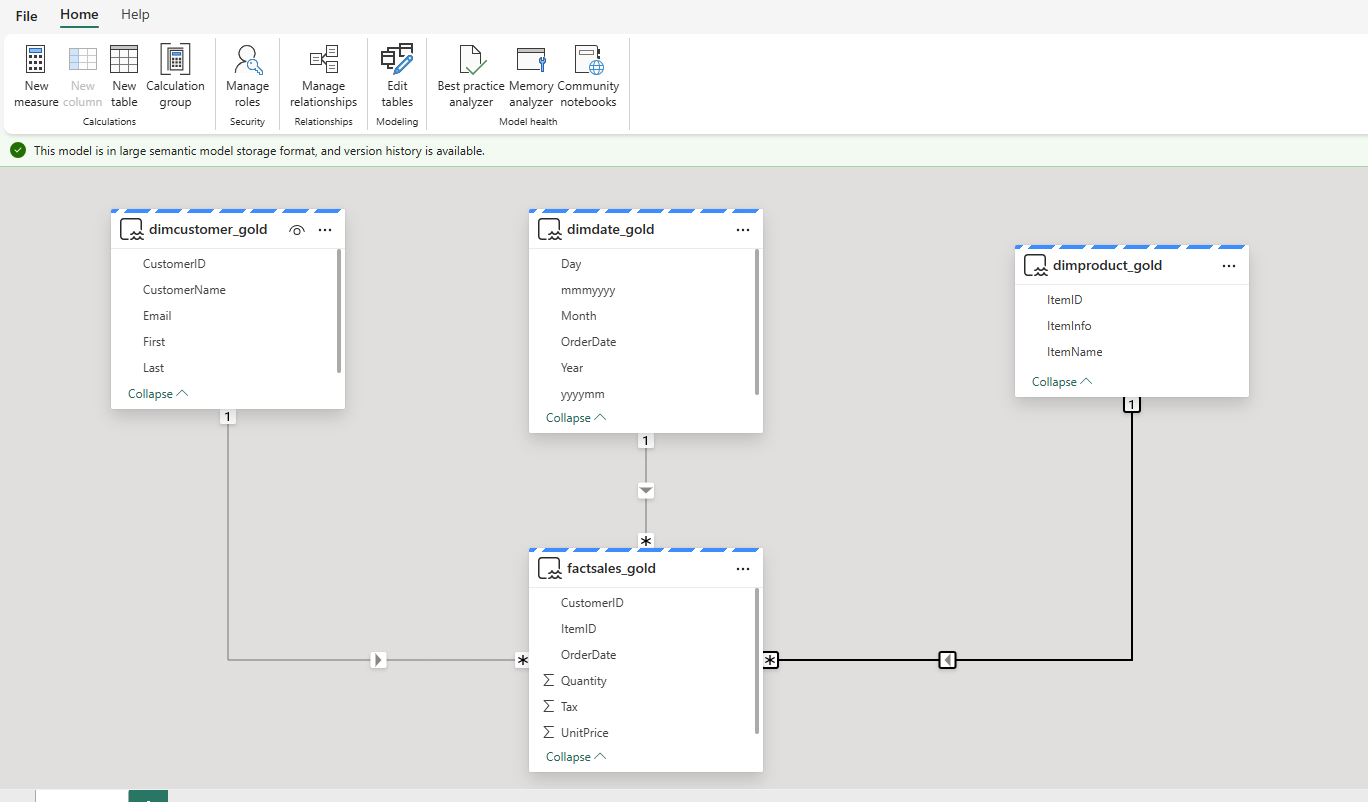 File Home Help
New measure
New column
New table
Calculation group
Calculations
Manage roles
Security
Manage relationships
Relationships
Edit tables
Modeling
Best practice analyzer
Memory analyzer
Community notebooks
Model health
This model is in large semantic model storage format, and version history is available.
dimcustomer_gold
CustomerID
CustomerName
Email
First
Last
Collapse
1
dimdate_gold
Day
mmmyyyy
Month
OrderDate
Year
yyyymm
Collapse
1
*
dimproduct_gold
ItemID
ItemInfo
ItemName
Collapse
1
factsales_gold
CustomerID
ItemID
OrderDate
Σ Quantity
Σ Tax
Σ UnitPrice
Collapse
*
*